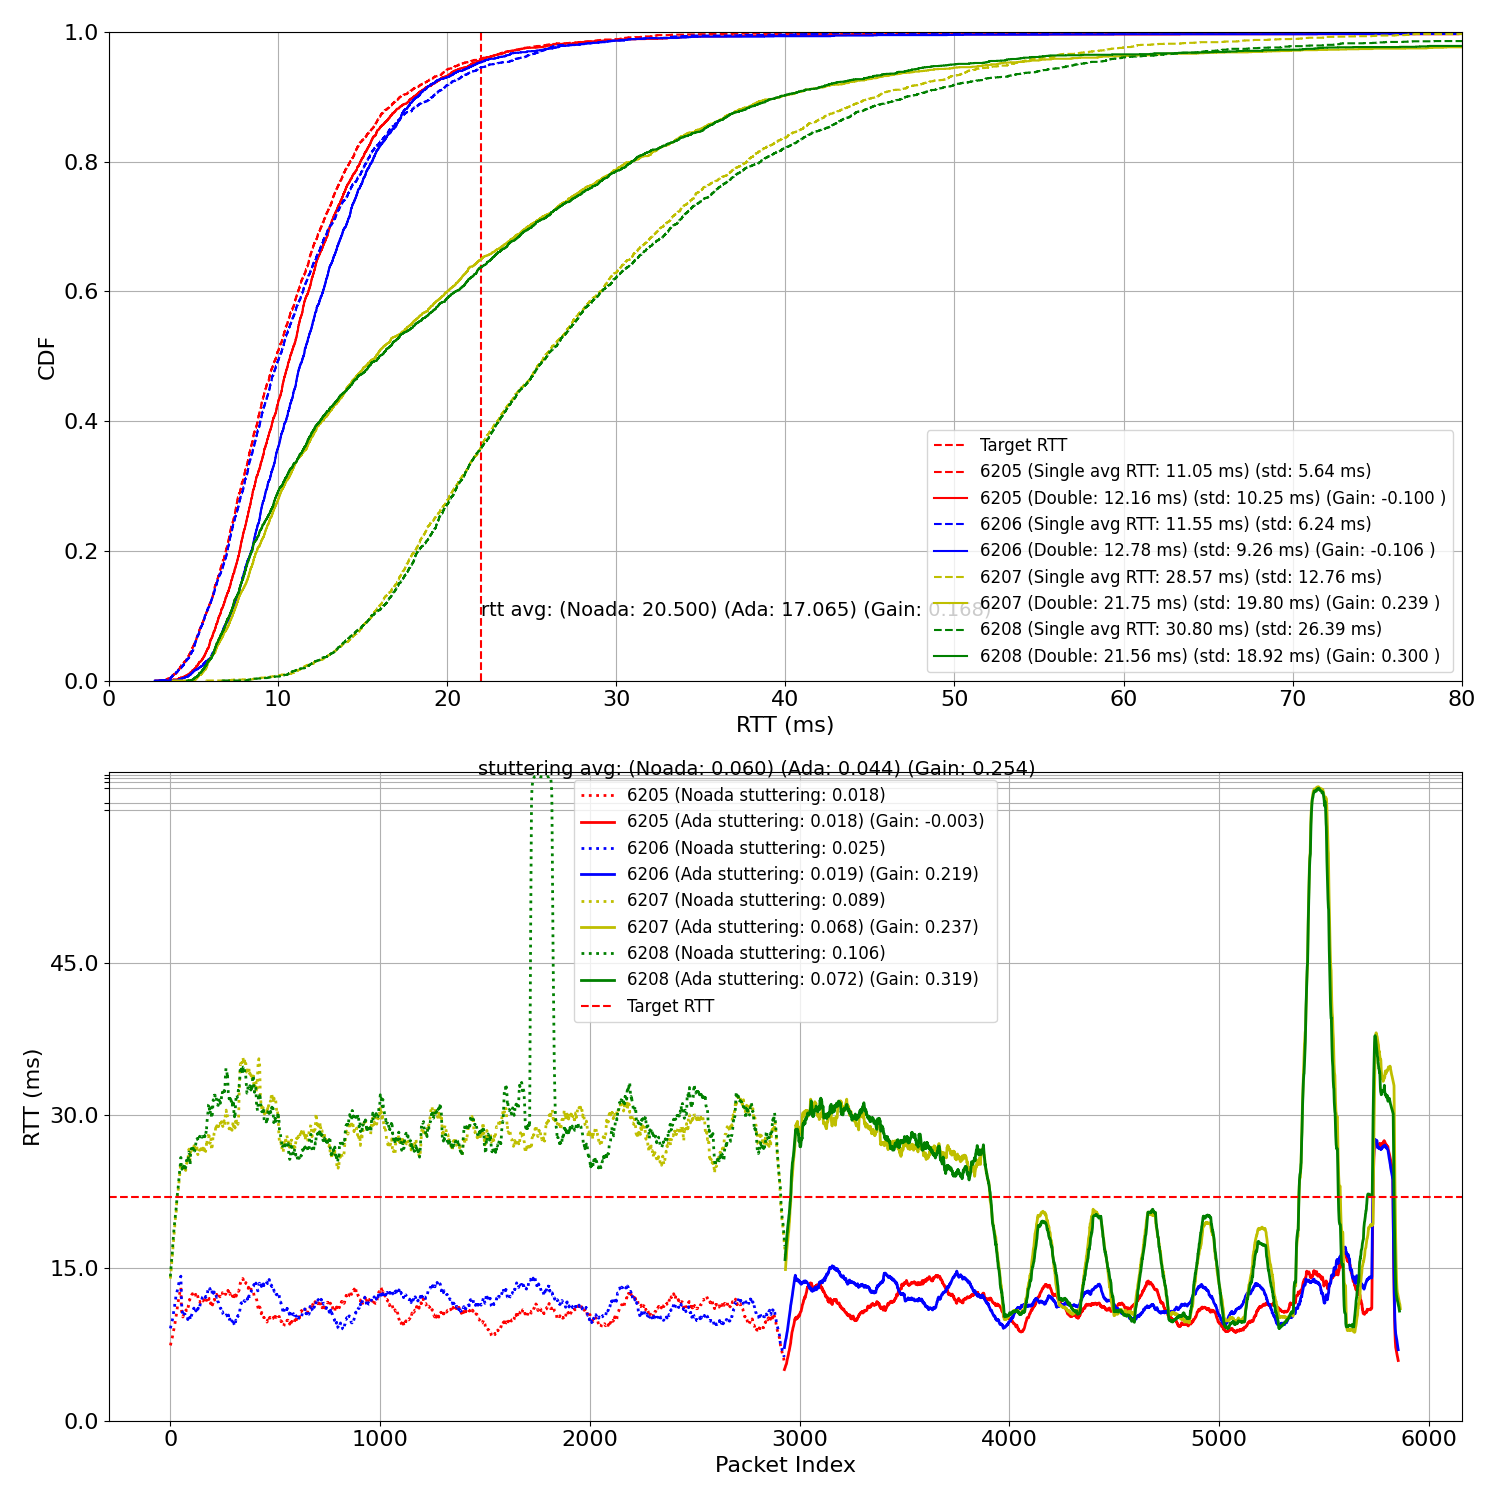 1.0
0.8
0.6
0.4
0.2
0.0
CDF
Target RTT
6205 (Single avg RTT: 11.05 ms) (std: 5.64 ms)
6205 (Double: 12.16 ms) (std: 10.25 ms) (Gain: -0.100 )
6206 (Single avg RTT: 11.55 ms) (std: 6.24 ms)
6206 (Double: 12.78 ms) (std: 9.26 ms) (Gain: -0.106 )
6207 (Single avg RTT: 28.57 ms) (std: 12.76 ms)
6207 (Double: 21.75 ms) (std: 19.80 ms) (Gain: 0.239 )
6208 (Single avg RTT: 30.80 ms) (std: 26.39 ms)
6208 (Double: 21.56 ms) (std: 18.92 ms) (Gain: 0.300 )
rtt avg: (Noada: 20.500) (Ada: 17.065) (Gain: 0.168)
0 10 20 30 40 50 60 70 80
RTT (ms)
stuttering avg: (Noada: 0.060) (Ada: 0.044) (Gain: 0.254)
6205 (Noada stuttering: 0.018)
6205 (Ada stuttering: 0.018) (Gain: -0.003)
6206 (Noada stuttering: 0.025)
6206 (Ada stuttering: 0.019) (Gain: 0.219)
6207 (Noada stuttering: 0.089)
6207 (Ada stuttering: 0.068) (Gain: 0.237)
6208 (Noada stuttering: 0.106)
6208 (Ada stuttering: 0.072) (Gain: 0.319)
Target RTT
45.0
30.0
15.0
0.0
RTT (ms)
0 1000 2000 3000 4000 5000 6000
Packet Index